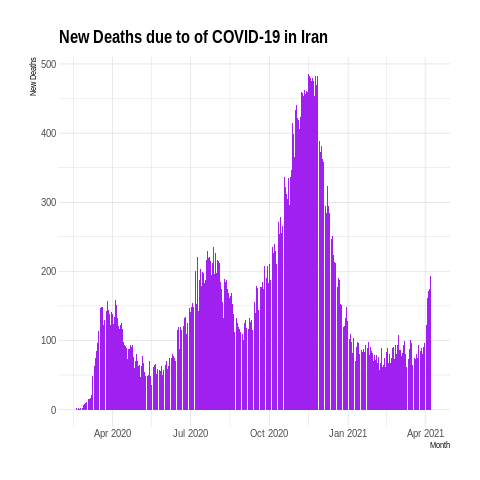 New Deaths due to of COVID-19 in Iran
New Deaths
500
400
300
200
100
0
Apr 2020 Jul 2020 Oct 2020 Jan 2021 Apr 2021
Month